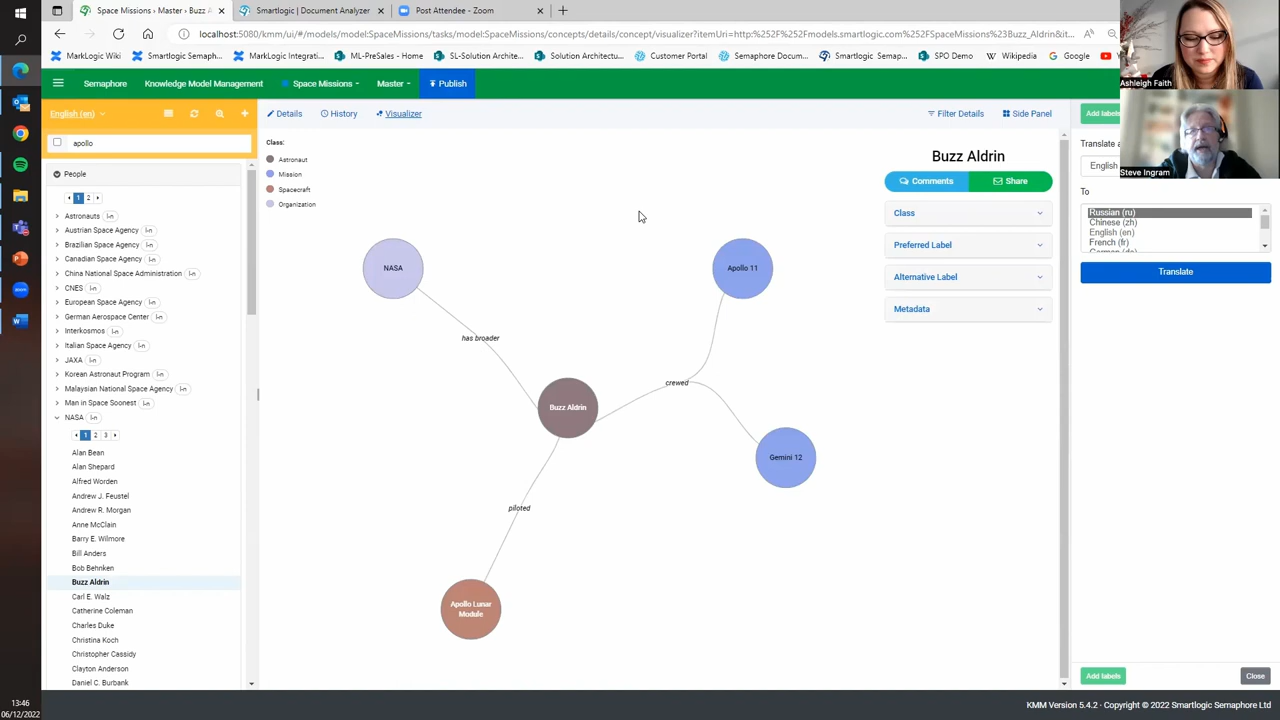 Space Missions › Master › Buzz A
Smartlogic | Document Analyzer
Post Attendee - Zoom
localhost:5080/kmm/ui/#/models/model:SpaceMissions/tasks/model:SpaceMissions/concepts/details/concept/visualizer?itemUri=http:%252F%252Fmodels.smartlogic.com%252FSpaceMissions%23Buzz_Aldrin&it...
MarkLogic Wiki
Smartlogic Semaph...
MarkLogic Integrati...
ML-PreSales - Hom...
SL-Solution Archite...
Solution Architectu...
Customer Portal
Semaphore Docum...
Smartlogic Semap...
SPO Demo
Wikipedia
Google
Semaphore
Knowledge Model Management
Space Missions
Master
Publish
English (en)
apollo
People
1 2
Astronauts
Austrian Space Agency
Brazilian Space Agency
Canadian Space Agency
China National Space Administration
CNES
European Space Agency
German Aerospace Center
Interkosmos
Italian Space Agency
JAXA
Korean Astronaut Program
Malaysian National Space Agency
Man in Space Soonest
NASA
1 2 3
Alan Bean
Alan Shepard
Alfred Worden
Andrew J. Feustel
Andrew R. Morgan
Anne McClain
Barry E. Wilmore
Bill Anders
Bob Behnken
Buzz Aldrin
Carl E. Walz
Catherine Coleman
Charles Duke
Christina Koch
Christopher Cassidy
Clayton Anderson
Daniel C. Burbank
Details
History
Visualizer
Filter Details
Side Panel
Class:
Astronaut
Mission
Spacecraft
Organization
NASA
Apollo 11
has broader
crewed
Buzz Aldrin
Gemini 12
piloted
Apollo Lunar
Module
Buzz Aldrin
Comments
Share
Class
Preferred Label
Alternative Label
Metadata
Ashleigh Faith
Steve Ingram
Add labels
Translate
English
To
Russian (ru)
Chinese (zh)
English (en)
French (fr)
Translate
Add labels
Close
13:46
06/12/2022
KMM Version 5.4.2 · Copyright © 2022 Smartlogic Semaphore Ltd